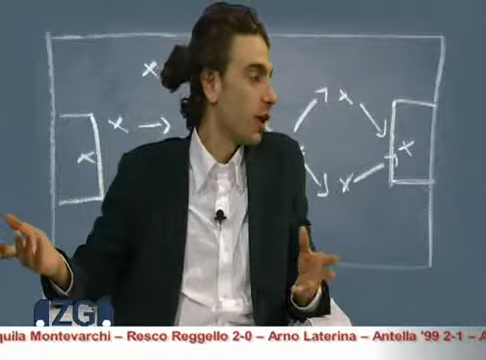 ZG!
quila Montevarchi – Resco Reggello 2-0 – Arno Laterina – Antella '99 2-1 – A